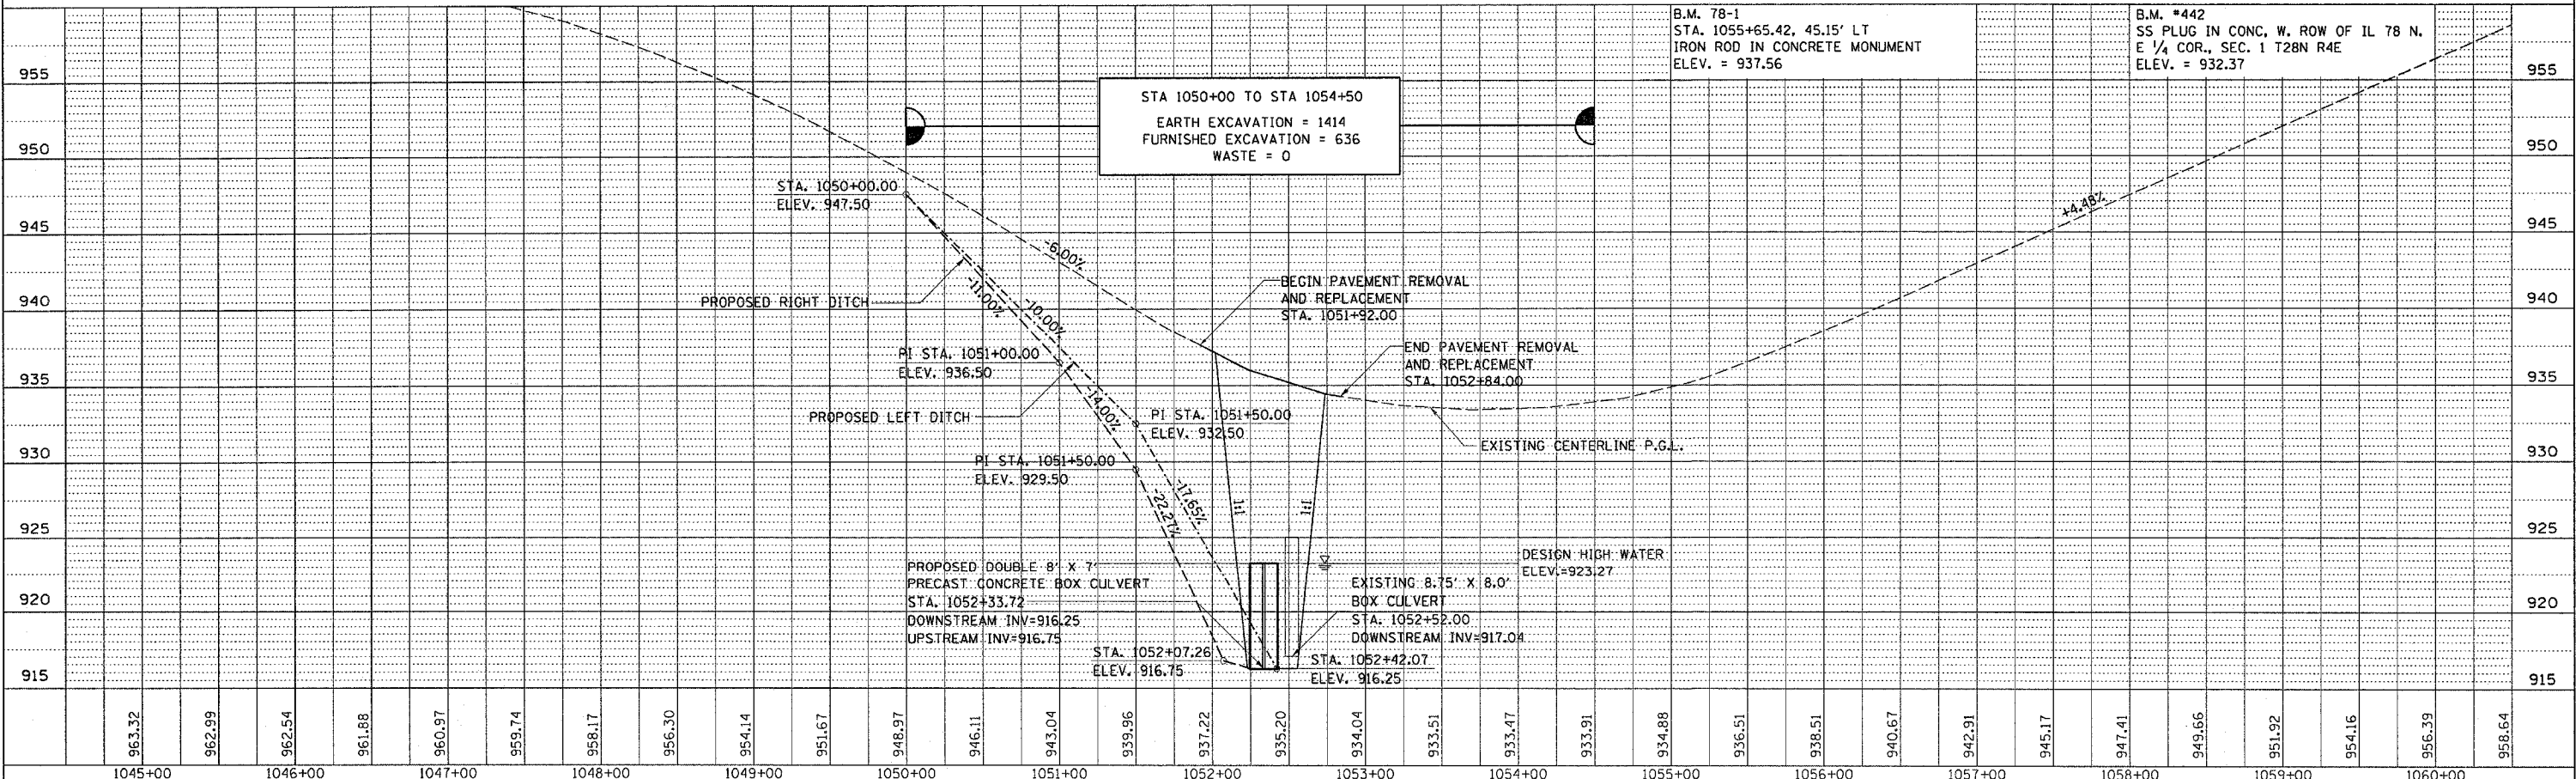 B.M. 78-1
STA. 1055+65.42, 45.15' LT
IRON ROD IN CONCRETE MONUMENT
ELEV. = 937.56
B.M. #442
SS PLUG IN CONC, W. ROW OF IL 78 N.
E 1/4 COR., SEC. 1 T28N R4E
ELEV. = 932.37
955
955
STA 1050+00 TO STA 1054+50
EARTH EXCAVATION = 1414
FURNISHED EXCAVATION = 636
WASTE = 0
950
950
STA. 1050+00.00
ELEV. 947.50
945
945
+4.48%
-6.00%
BEGIN PAVEMENT REMOVAL
AND REPLACEMENT
STA. 1051+92.00
940
940
PROPOSED RIGHT DITCH
-11.00%
-10.00%
PI STA. 1051+00.00
ELEV. 936.50
END PAVEMENT REMOVAL
AND REPLACEMENT
STA. 1052+84.00
935
935
PROPOSED LEFT DITCH
-14.00%
PI STA. 1051+50.00
ELEV. 932.50
EXISTING CENTERLINE P.G.L.
930
930
PI STA. 1051+50.00
ELEV. 929.50
-22.27%
-17.65%
1:1
1:1
925
925
DESIGN HIGH WATER
ELEV.=923.27
PROPOSED DOUBLE 8' X 7'
PRECAST CONCRETE BOX CULVERT
STA. 1052+33.72
DOWNSTREAM INV=916.25
UPSTREAM INV=916.75
EXISTING 8.75' X 8.0'
BOX CULVERT
STA. 1052+52.00
DOWNSTREAM INV=917.04
920
920
STA. 1052+07.26
ELEV. 916.75
STA. 1052+42.07
ELEV. 916.25
915
915
963.32
962.99
962.54
961.88
960.97
959.74
958.17
956.30
954.14
951.67
948.97
946.11
943.04
939.96
937.22
935.20
934.04
933.51
933.47
933.91
934.88
936.51
938.51
940.67
942.91
945.17
947.41
949.66
951.92
954.16
956.39
958.64
1045+00
1046+00
1047+00
1048+00
1049+00
1050+00
1051+00
1052+00
1053+00
1054+00
1055+00
1056+00
1057+00
1058+00
1059+00
1060+00